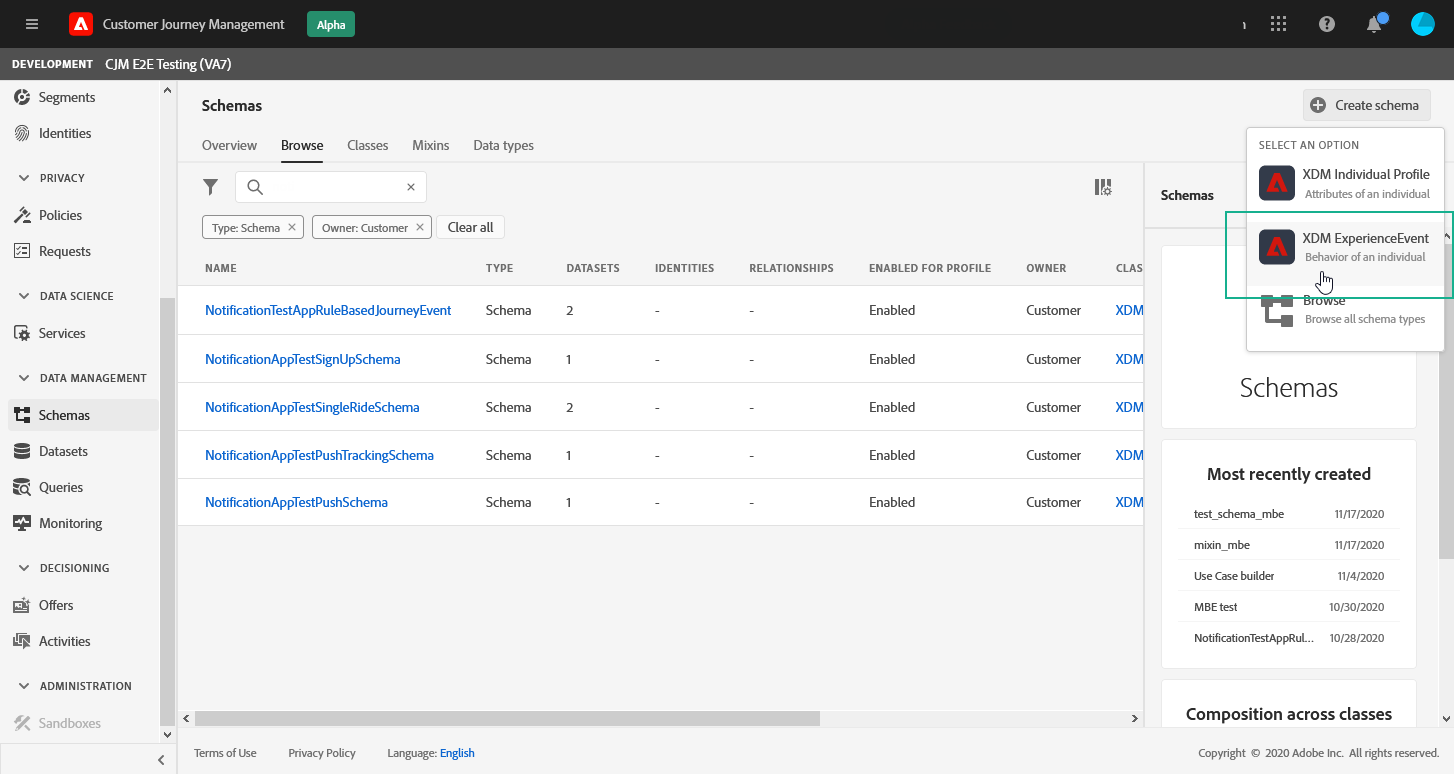 Customer Journey Management Alpha
DEVELOPMENT CJM E2E Testing (VA7)
Segments
Identities
PRIVACY
Policies
Requests
DATA SCIENCE
Services
DATA MANAGEMENT
Schemas
Datasets
Queries
Monitoring
DECISIONING
Offers
Activities
ADMINISTRATION
Sandboxes
Schemas
Create schema
Overview Browse Classes Mixins Data types
Type: Schema Owner: Customer Clear all
NAME TYPE DATASETS IDENTITIES RELATIONSHIPS ENABLED FOR PROFILE OWNER CLAS
NotificationTestAppRuleBasedJourneyEvent Schema 2 - - Enabled Customer XDM
NotificationAppTestSignUpSchema Schema 1 - - Enabled Customer XDM
NotificationAppTestSingleRideSchema Schema 2 - - Enabled Customer XDM
NotificationAppTestPushTrackingSchema Schema 1 - - Enabled Customer XDM
NotificationAppTestPushSchema Schema 1 - - Enabled Customer XDM
SELECT AN OPTION
XDM Individual Profile
Attributes of an individual
XDM ExperienceEvent
Behavior of an individual
Browse
Browse all schema types
Schemas
Schemas
Most recently created
test_schema_mbe 11/17/2020
mixin_mbe 11/17/2020
Use Case builder 11/4/2020
MBE test 10/30/2020
NotificationTestAppRul... 10/28/2020
Composition across classes
Terms of Use Privacy Policy Language: English
Copyright © 2020 Adobe Inc. All rights reserved.